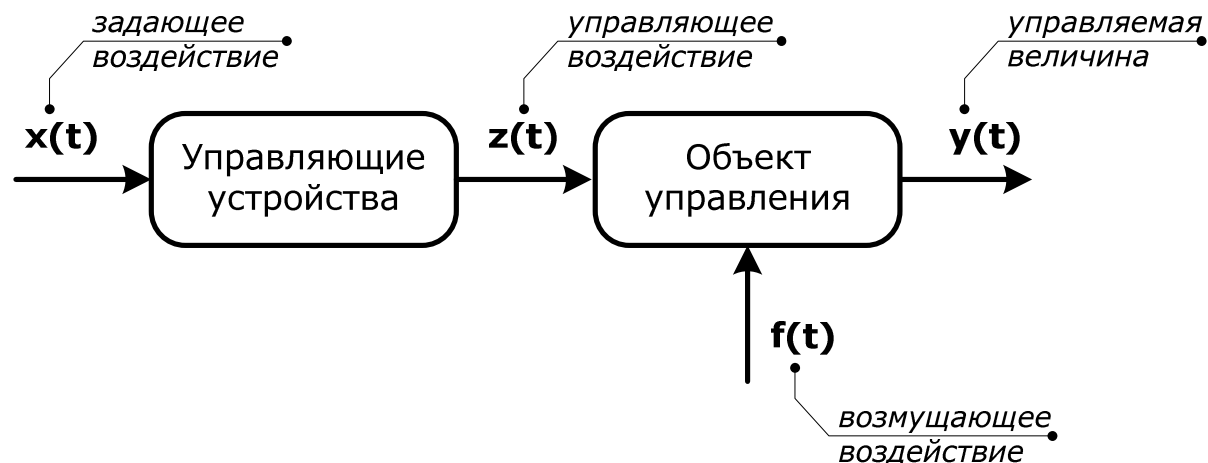 задающее
воздействие
управляющее
воздействие
управляемая
величина
x(t)
z(t)
y(t)
Управляющие
устройства
Объект
управления
f(t)
возмущающее
воздействие